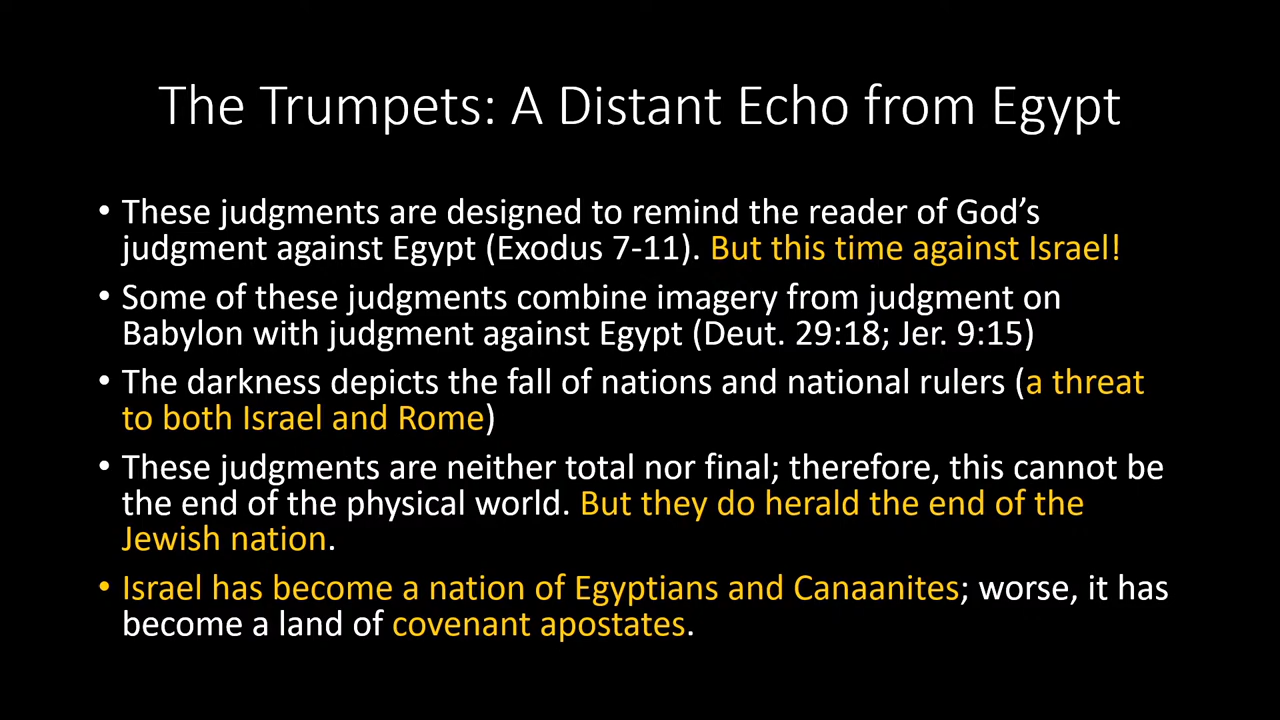 The Trumpets: A Distant Echo from Egypt
• These judgments are designed to remind the reader of God’s
judgment against Egypt (Exodus 7-11). But this time against Israel!
• Some of these judgments combine imagery from judgment on
Babylon with judgment against Egypt (Deut. 29:18; Jer. 9:15)
• The darkness depicts the fall of nations and national rulers (a threat
to both Israel and Rome)
• These judgments are neither total nor final; therefore, this cannot be
the end of the physical world. But they do herald the end of the
Jewish nation.
• Israel has become a nation of Egyptians and Canaanites; worse, it has
become a land of covenant apostates.